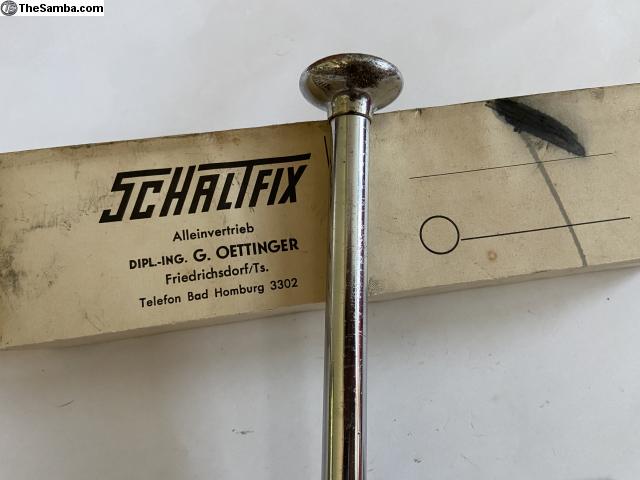 TheSamba.com
SCHALTFIX
Alleinvertrieb
DIPL.-ING. G. OETTINGER
Friedrichsdorf/Ts.
Telefon Bad Homburg 3302